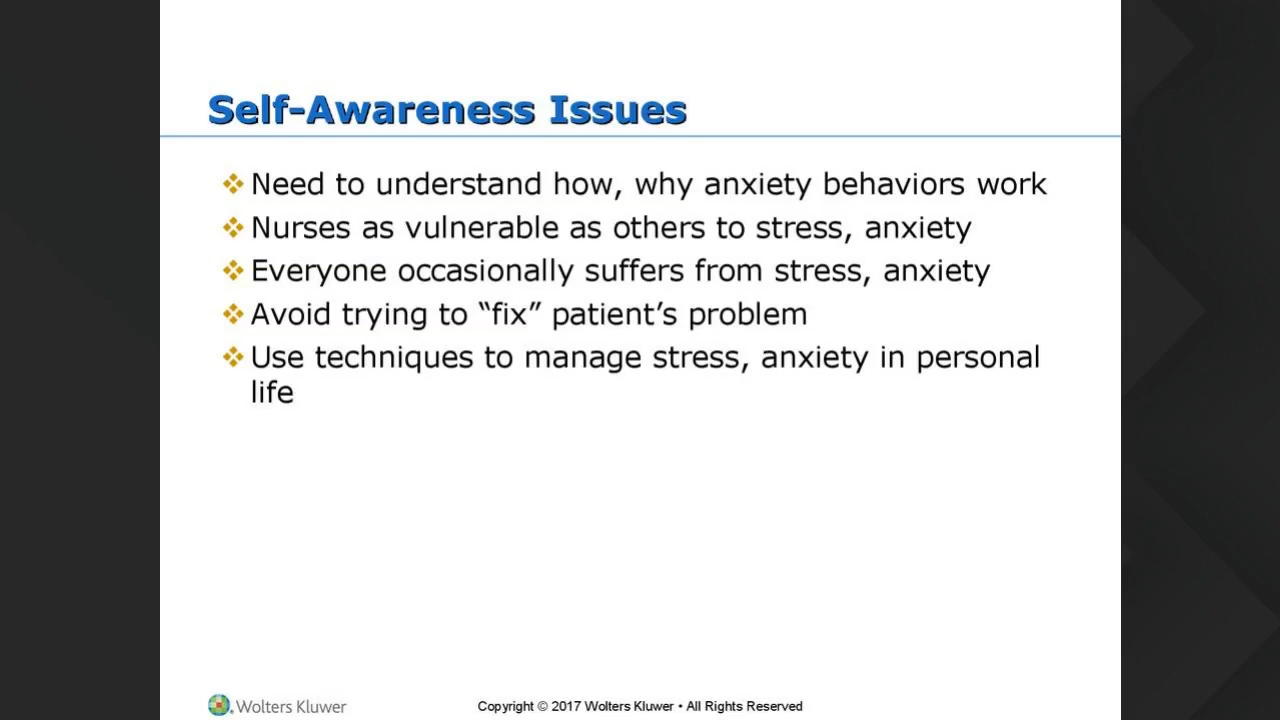 Self-Awareness Issues
❖ Need to understand how, why anxiety behaviors work
❖ Nurses as vulnerable as others to stress, anxiety
❖ Everyone occasionally suffers from stress, anxiety
❖ Avoid trying to “fix” patient’s problem
❖ Use techniques to manage stress, anxiety in personal
life
Wolters Kluwer
Copyright © 2017 Wolters Kluwer • All Rights Reserved